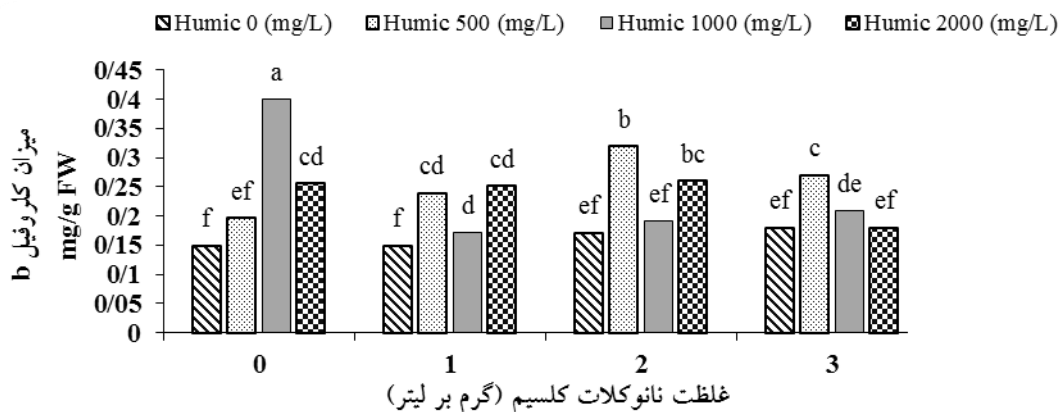 Humic 0 (mg/L) Humic 500 (mg/L) Humic 1000 (mg/L) Humic 2000 (mg/L)
میزان کلروفیل b
mg/g FW
0/45
0/4
0/35
0/3
0/25
0/2
0/15
0/1
0/05
0
f ef a cd
f cd d cd
ef b ef bc
ef c de ef
0 1 2 3
غلظت نانوکلات کلسیم (گرم بر لیتر)